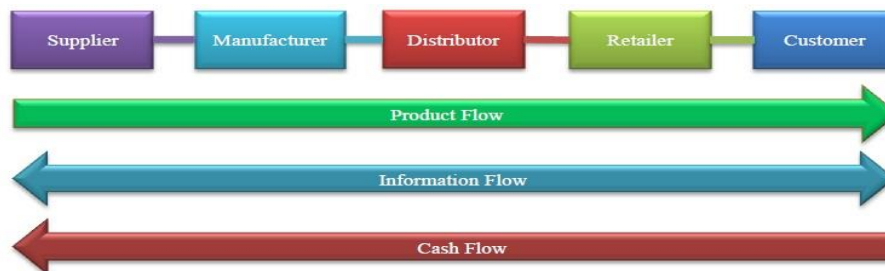 Supplier Manufacturer Distributor Retailer Customer
Product Flow
Information Flow
Cash Flow